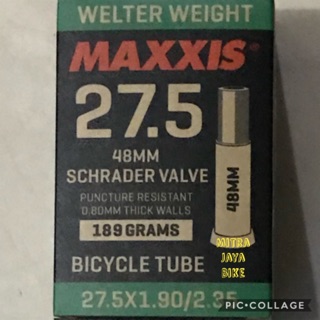 WELTER WEIGHT
MAXXIS®
27.5
48MM
SCHRADER VALVE
PUNCTURE RESISTANT
0.80MM THICK WALLS
189 GRAMS
48MM
BICYCLE TUBE
27.5X1.90/2.35
MITRA
JAYA
BIKE
PIC•COLLAGE